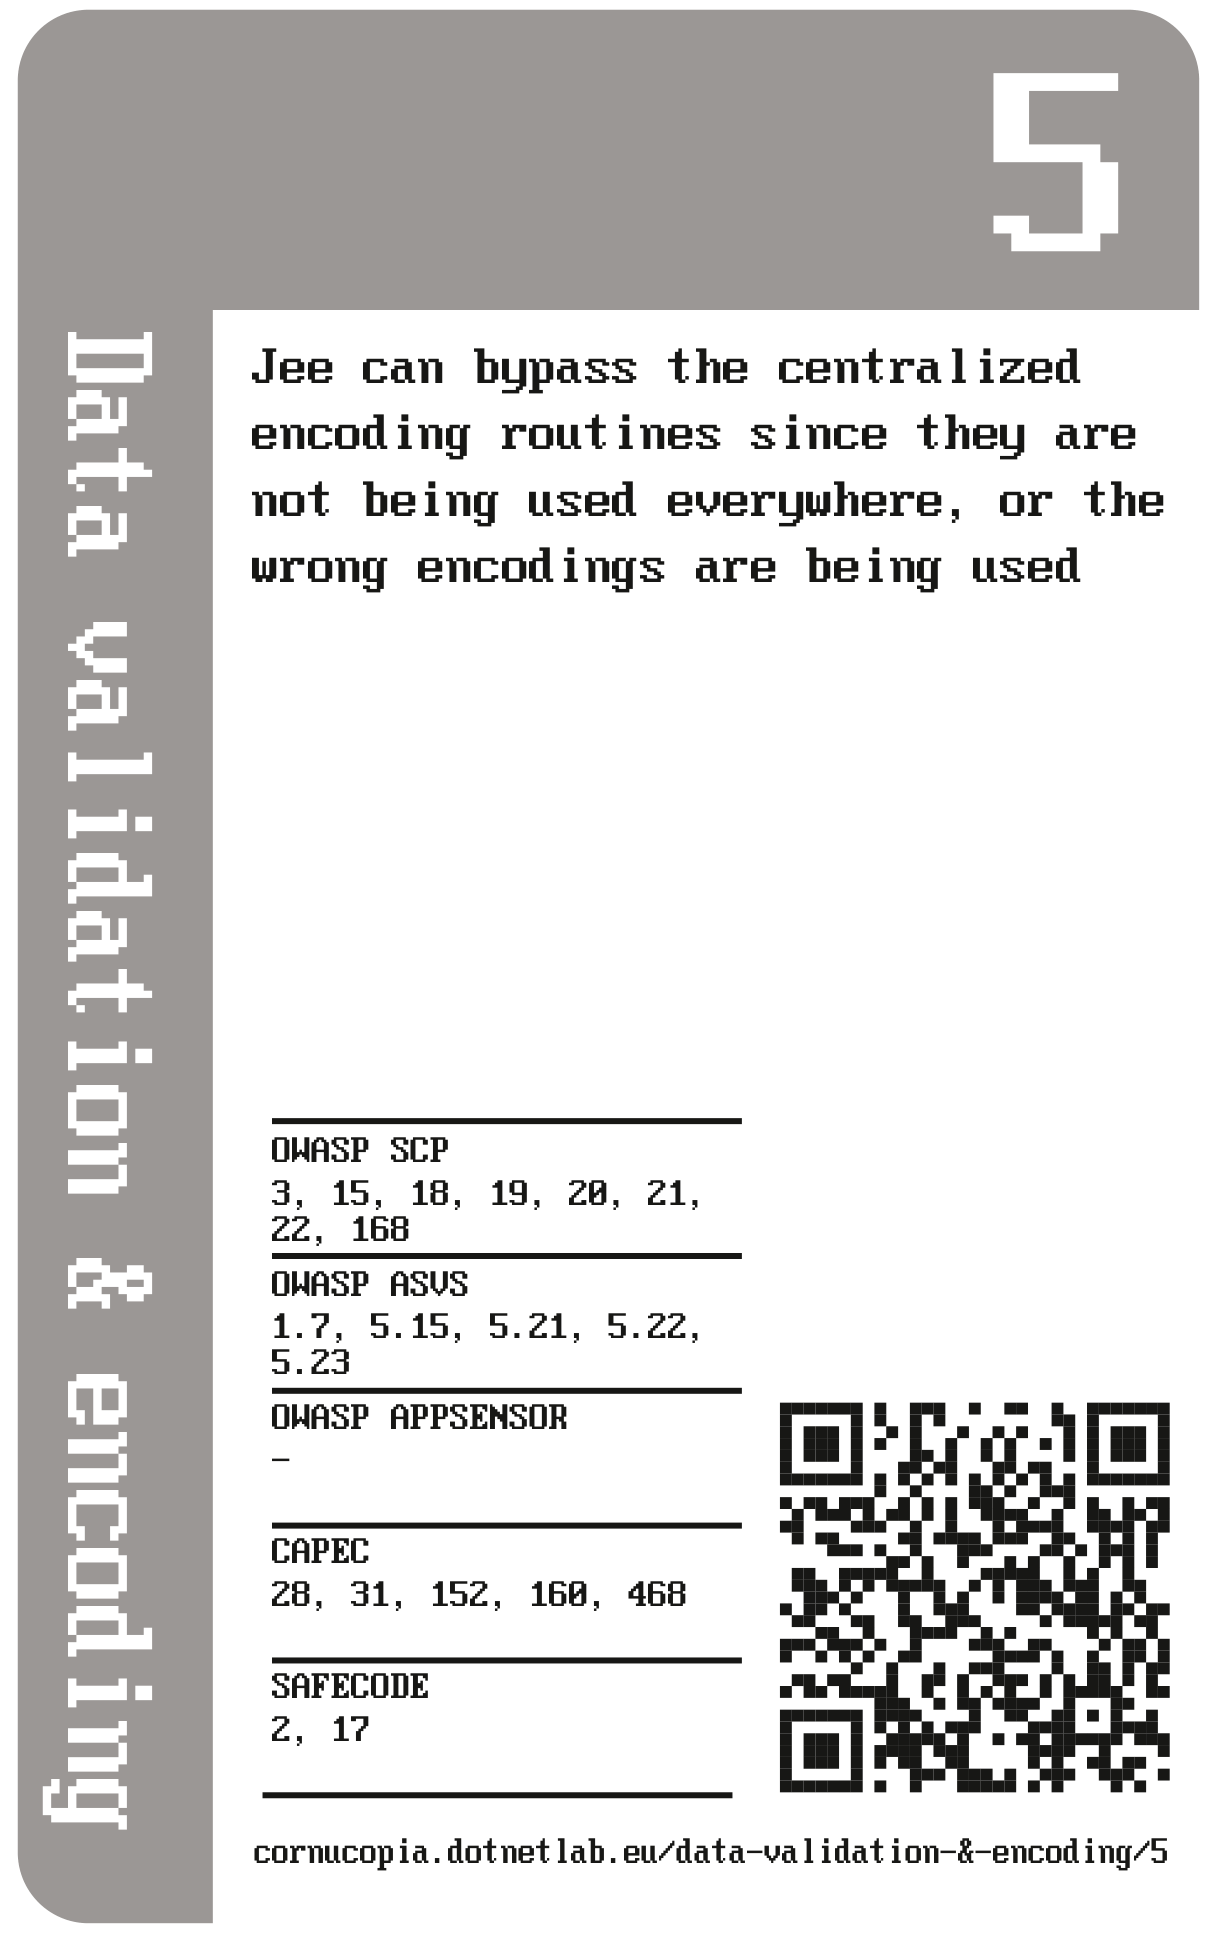 5
Data validation & encoding
Jee can bypass the centralized
encoding routines since they are
not being used everywhere, or the
wrong encodings are being used
OWASP SCP
3, 15, 18, 19, 20, 21,
22, 168
OWASP ASVS
1.7, 5.15, 5.21, 5.22,
5.23
OWASP APPSENSOR
–
CAPEC
28, 31, 152, 160, 468
SAFECODE
2, 17
cornucopia.dotnetlab.eu/data-validation-&-encoding/5